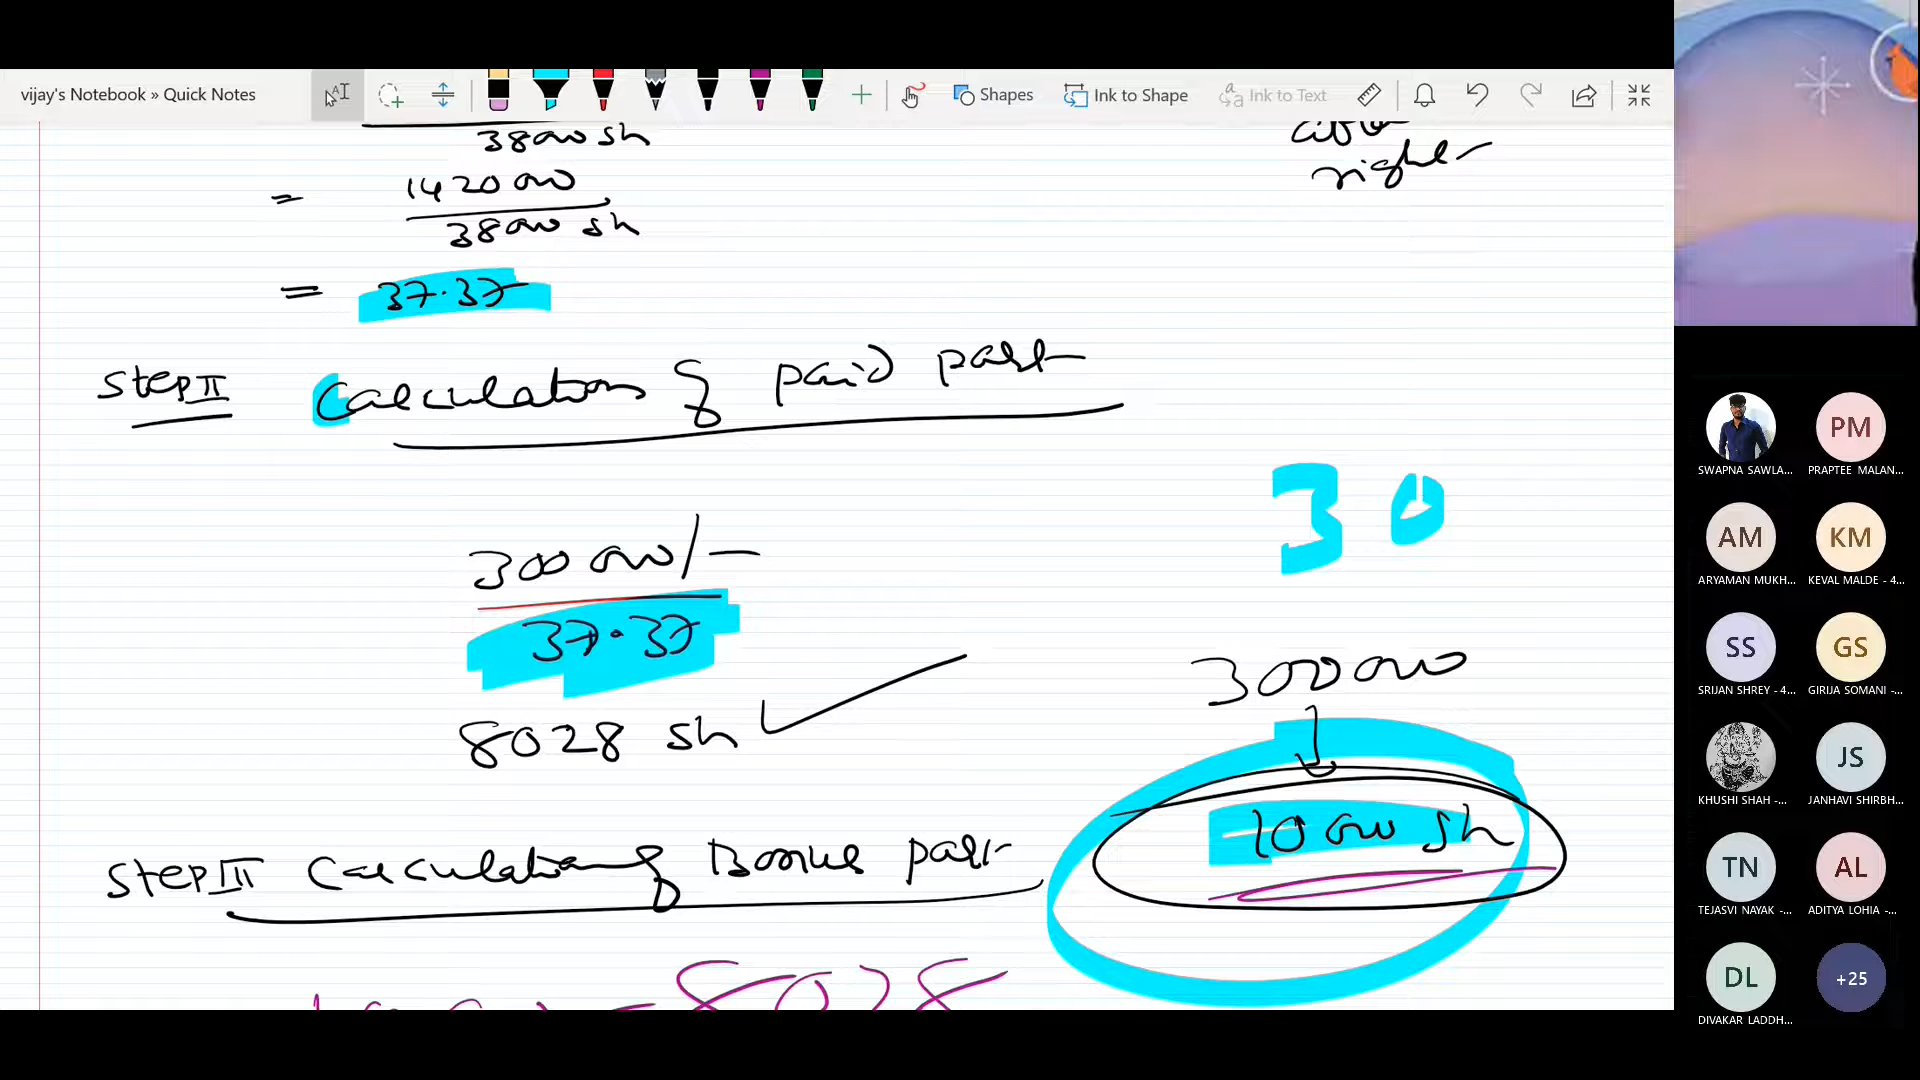 vijay's Notebook » Quick Notes
Shapes
Ink to Shape
Ink to Text
38000 sh
right
= 1420000
38000 sh
= 37.37
Step II Calculation of paid part
30
300000/-
37.37
8028 sh
300000
10000 sh
Step III Calculation of Bonus part
- 8028
SWAPNA SAWLA...
PM
PRAPTEE MALAN...
AM
ARYAMAN MUKH...
KM
KEVAL MALDE - 4...
SS
SRIJAN SHREY - 4...
GS
GIRIJA SOMANI -...
KHUSHI SHAH -...
JS
JANHAVI SHIRBH...
TN
TEJASVI NAYAK -...
AL
ADITYA LOHIA -...
DL
DIVAKAR LADDH...
+25